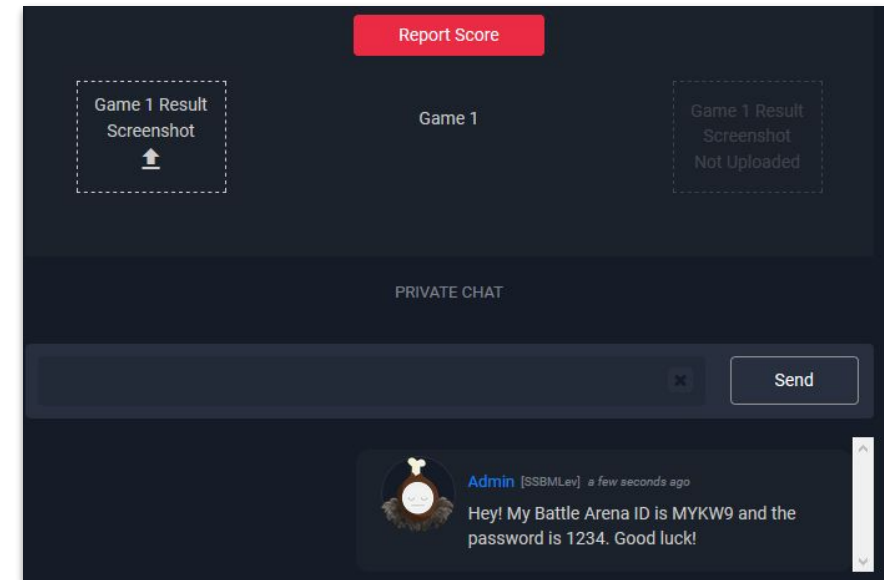 Report Score
Game 1 Result
Screenshot
Game 1
Game 1 Result
Screenshot
Not Uploaded
PRIVATE CHAT
Send
Admin [SSBMLev] a few seconds ago
Hey! My Battle Arena ID is MYKW9 and the
password is 1234. Good luck!